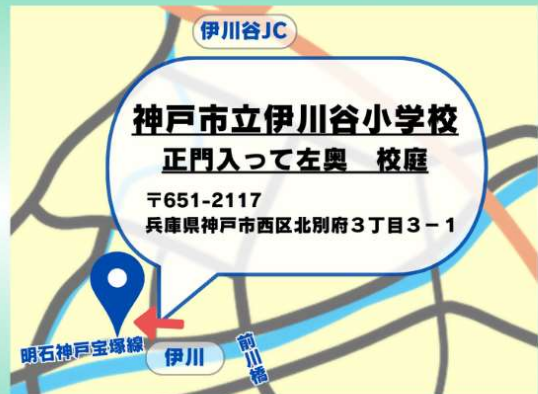 伊川谷JC
神戸市立伊川谷小学校
正門入って左奥　校庭
〒651-2117
兵庫県神戸市西区北別府３丁目３－１
明石神戸宝塚線
伊川
前川橋